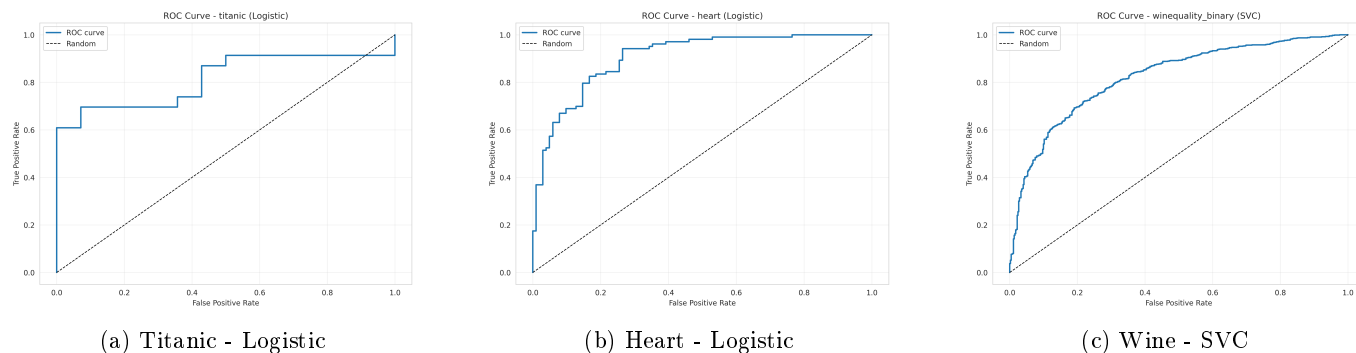 ROC Curve - titanic (Logistic)
ROC curve
Random
True Positive Rate
1.0
0.8
0.6
0.4
0.2
0.0
0.0 0.2 0.4 0.6 0.8 1.0
False Positive Rate
(a) Titanic - Logistic
ROC Curve - heart (Logistic)
ROC curve
Random
True Positive Rate
1.0
0.8
0.6
0.4
0.2
0.0
0.0 0.2 0.4 0.6 0.8 1.0
False Positive Rate
(b) Heart - Logistic
ROC Curve - winequality_binary (SVC)
ROC curve
Random
True Positive Rate
1.0
0.8
0.6
0.4
0.2
0.0
0.0 0.2 0.4 0.6 0.8 1.0
False Positive Rate
(c) Wine - SVC